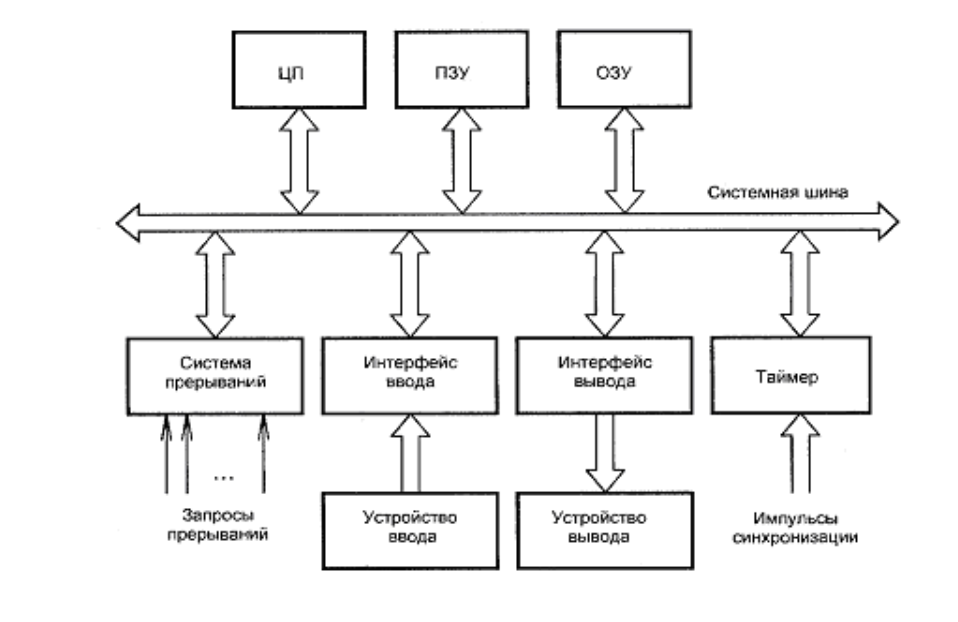 ЦП
ПЗУ
ОЗУ
Системная шина
Система
прерываний
Интерфейс
ввода
Интерфейс
вывода
Таймер
...
Запросы
прерываний
Устройство
ввода
Устройство
вывода
Импульсы
синхронизации